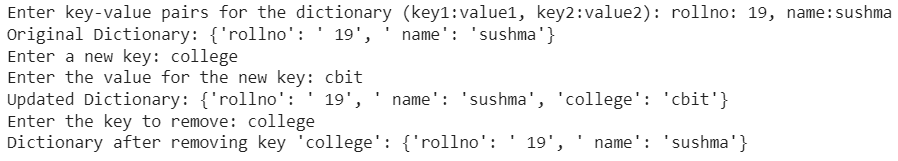 Enter key-value pairs for the dictionary (key1:value1, key2:value2): rollno: 19, name:sushma
Original Dictionary: {'rollno': ' 19', ' name': 'sushma'}
Enter a new key: college
Enter the value for the new key: cbit
Updated Dictionary: {'rollno': ' 19', ' name': 'sushma', 'college': 'cbit'}
Enter the key to remove: college
Dictionary after removing key 'college': {'rollno': ' 19', ' name': 'sushma'}